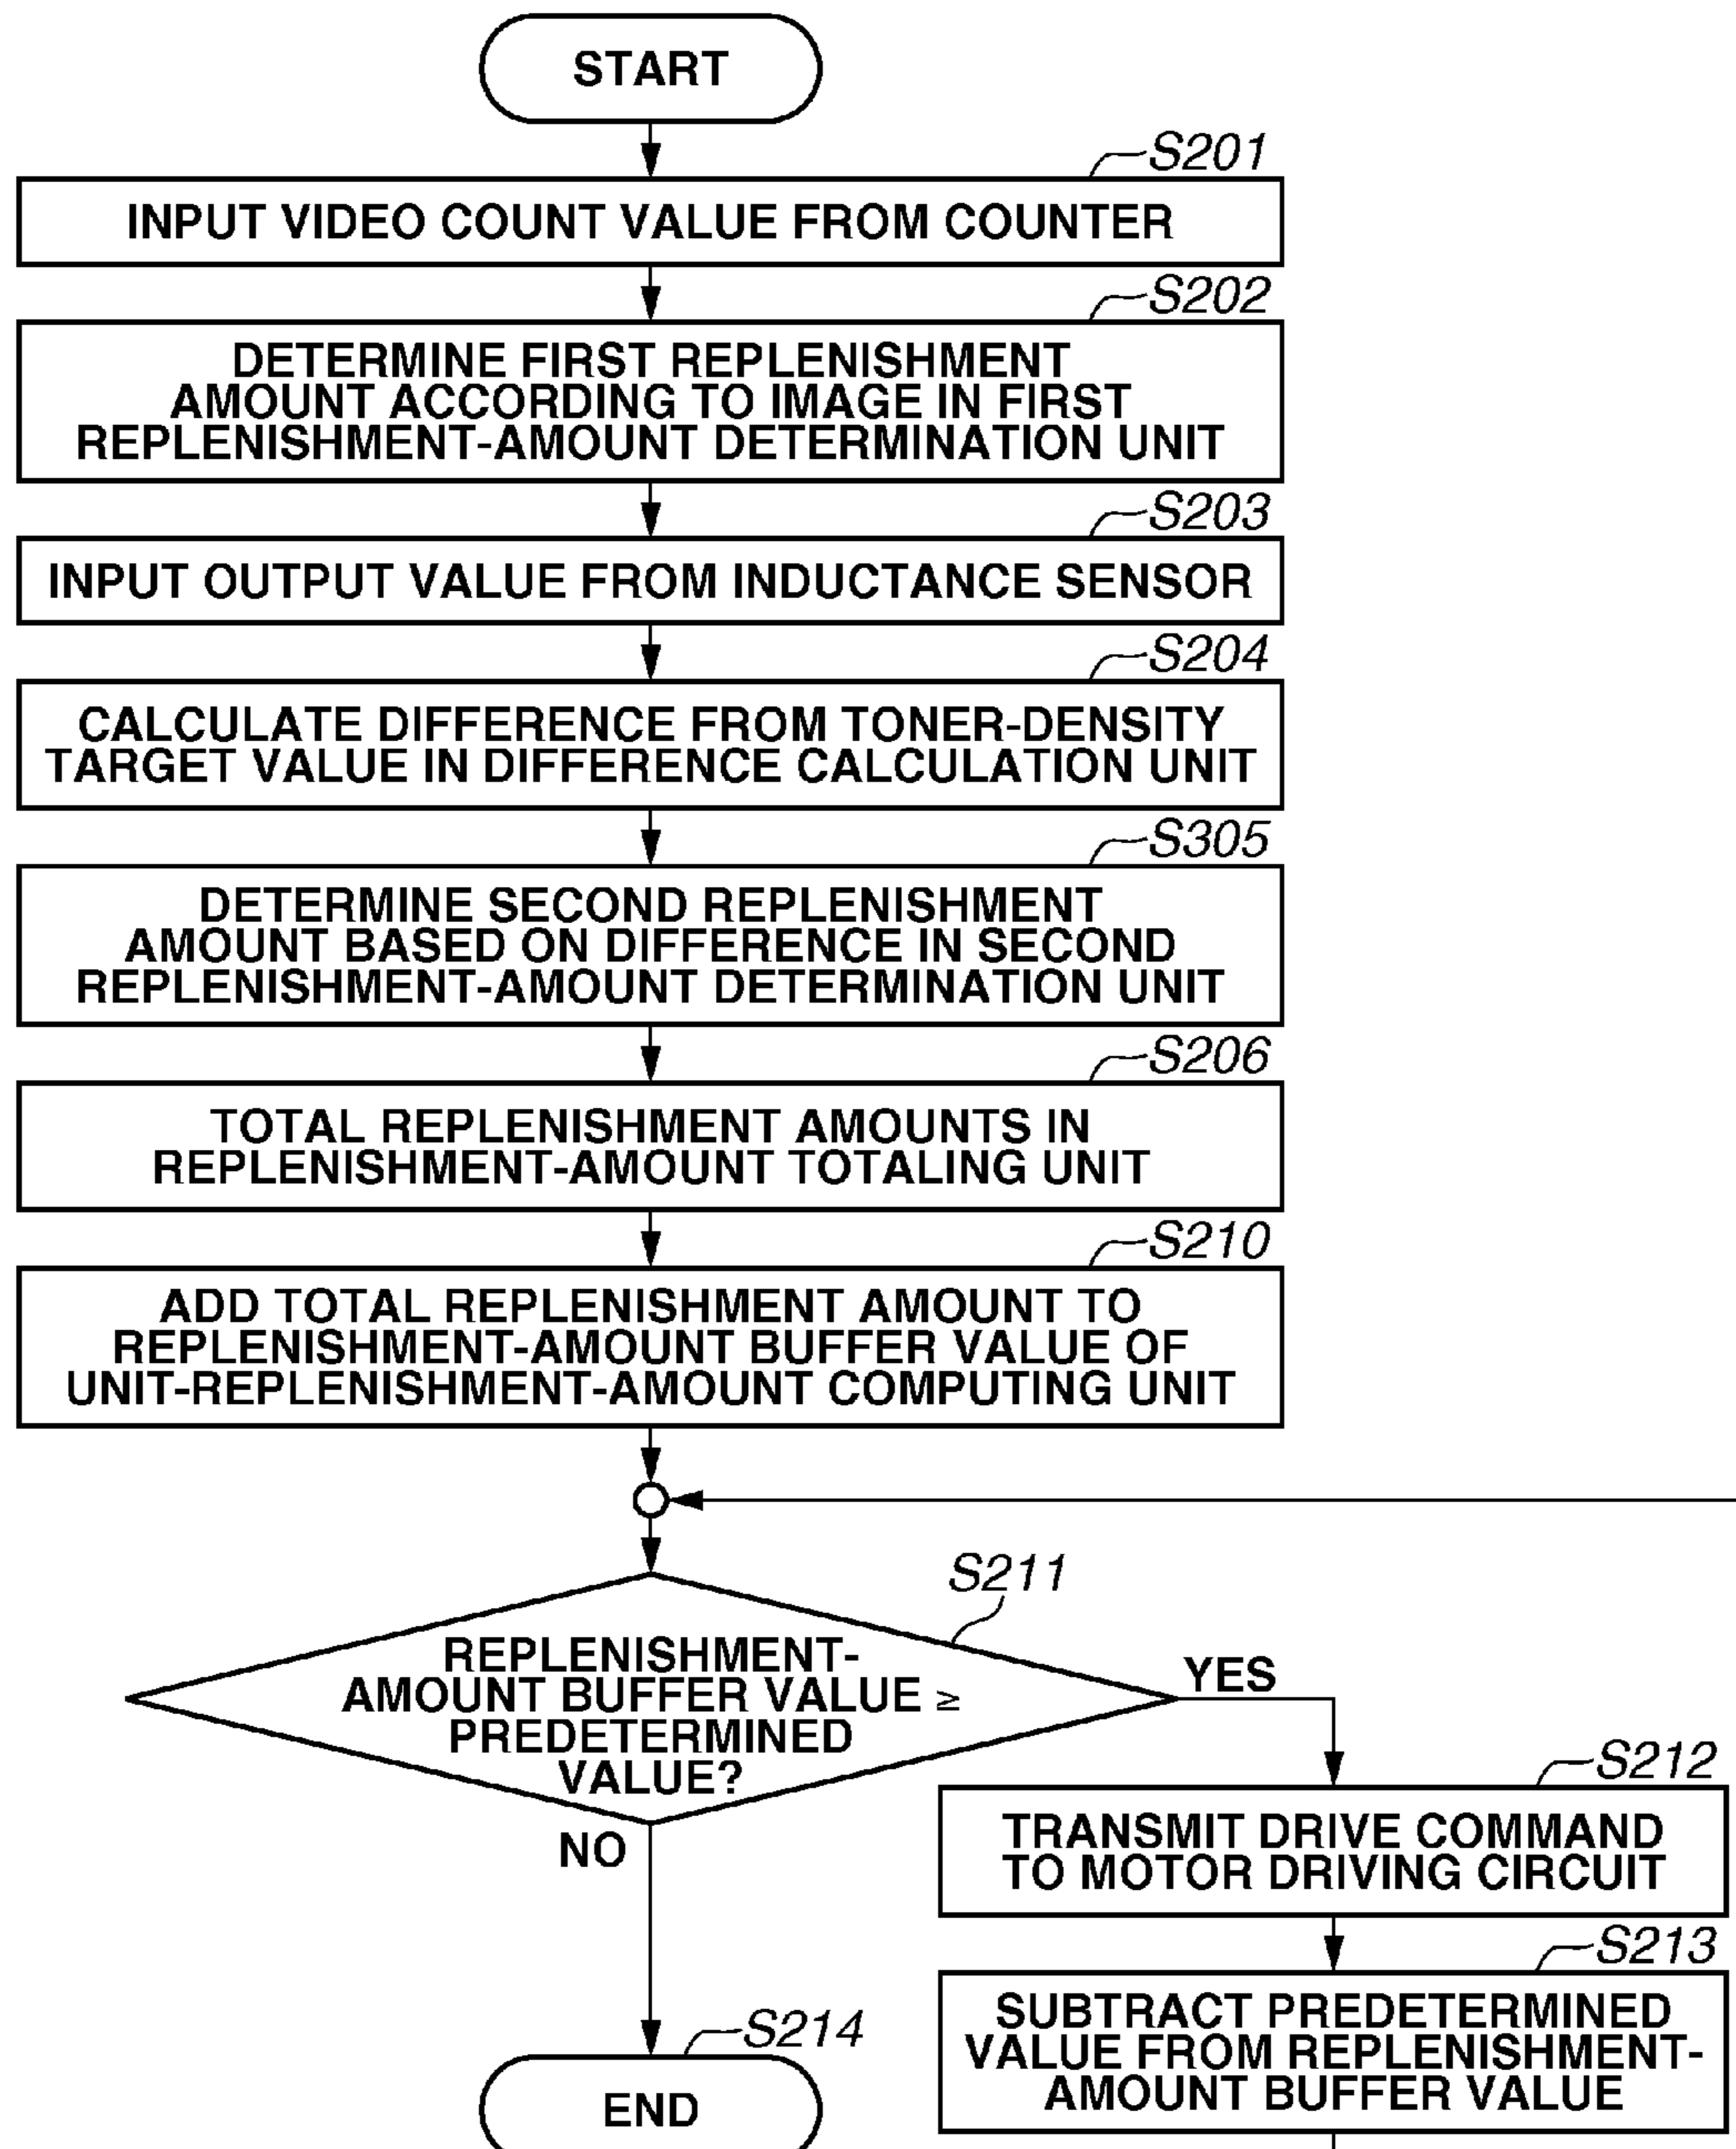 START
S201
INPUT VIDEO COUNT VALUE FROM COUNTER
S202
DETERMINE FIRST REPLENISHMENT
AMOUNT ACCORDING TO IMAGE IN FIRST
REPLENISHMENT-AMOUNT DETERMINATION UNIT
S203
INPUT OUTPUT VALUE FROM INDUCTANCE SENSOR
S204
CALCULATE DIFFERENCE FROM TONER-DENSITY
TARGET VALUE IN DIFFERENCE CALCULATION UNIT
S305
DETERMINE SECOND REPLENISHMENT
AMOUNT BASED ON DIFFERENCE IN SECOND
REPLENISHMENT-AMOUNT DETERMINATION UNIT
S206
TOTAL REPLENISHMENT AMOUNTS IN
REPLENISHMENT-AMOUNT TOTALING UNIT
S210
ADD TOTAL REPLENISHMENT AMOUNT TO
REPLENISHMENT-AMOUNT BUFFER VALUE OF
UNIT-REPLENISHMENT-AMOUNT COMPUTING UNIT
S211
REPLENISHMENT-
AMOUNT BUFFER VALUE ≥
PREDETERMINED
VALUE?
YES
NO
S212
TRANSMIT DRIVE COMMAND
TO MOTOR DRIVING CIRCUIT
S213
SUBTRACT PREDETERMINED
VALUE FROM REPLENISHMENT-
AMOUNT BUFFER VALUE
S214
END